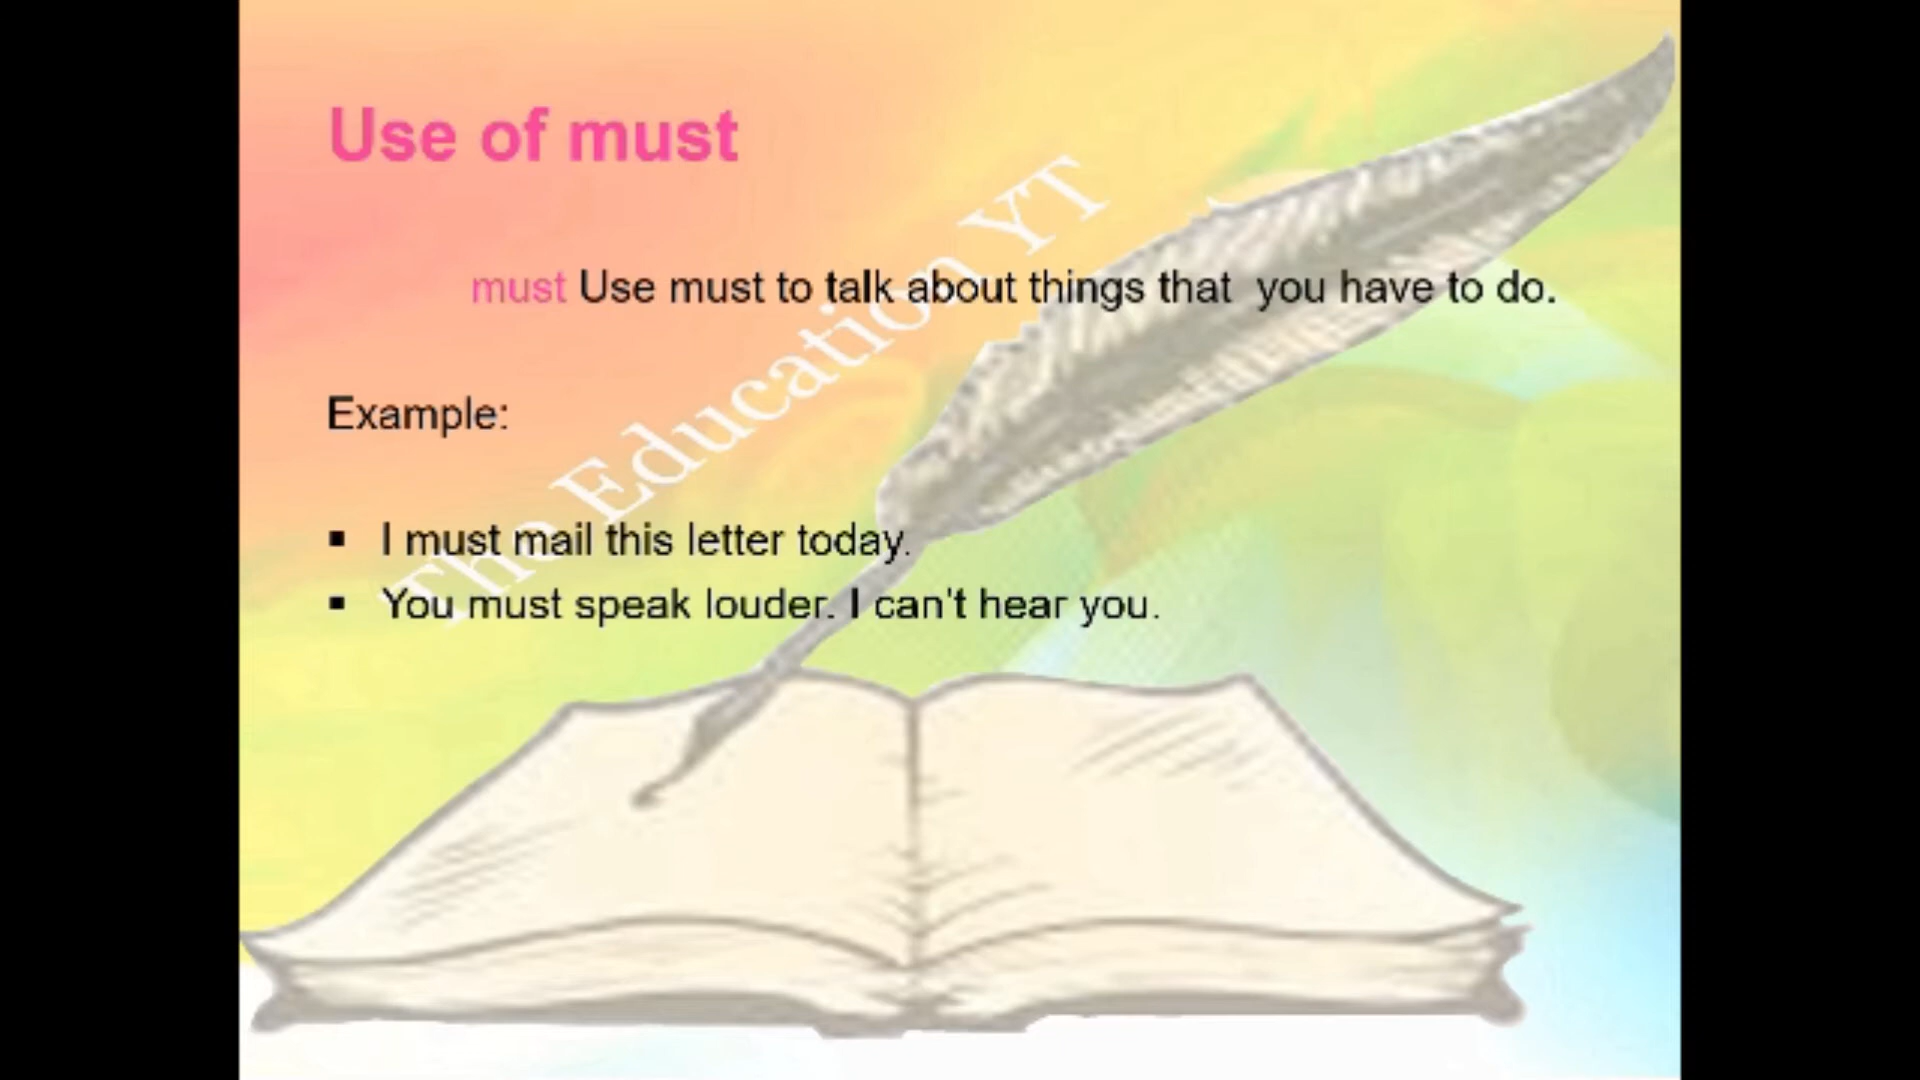 Use of must
must Use must to talk about things that you have to do.
Example:
▪ I must mail this letter today.
▪ You must speak louder. I can't hear you.
The Education YT